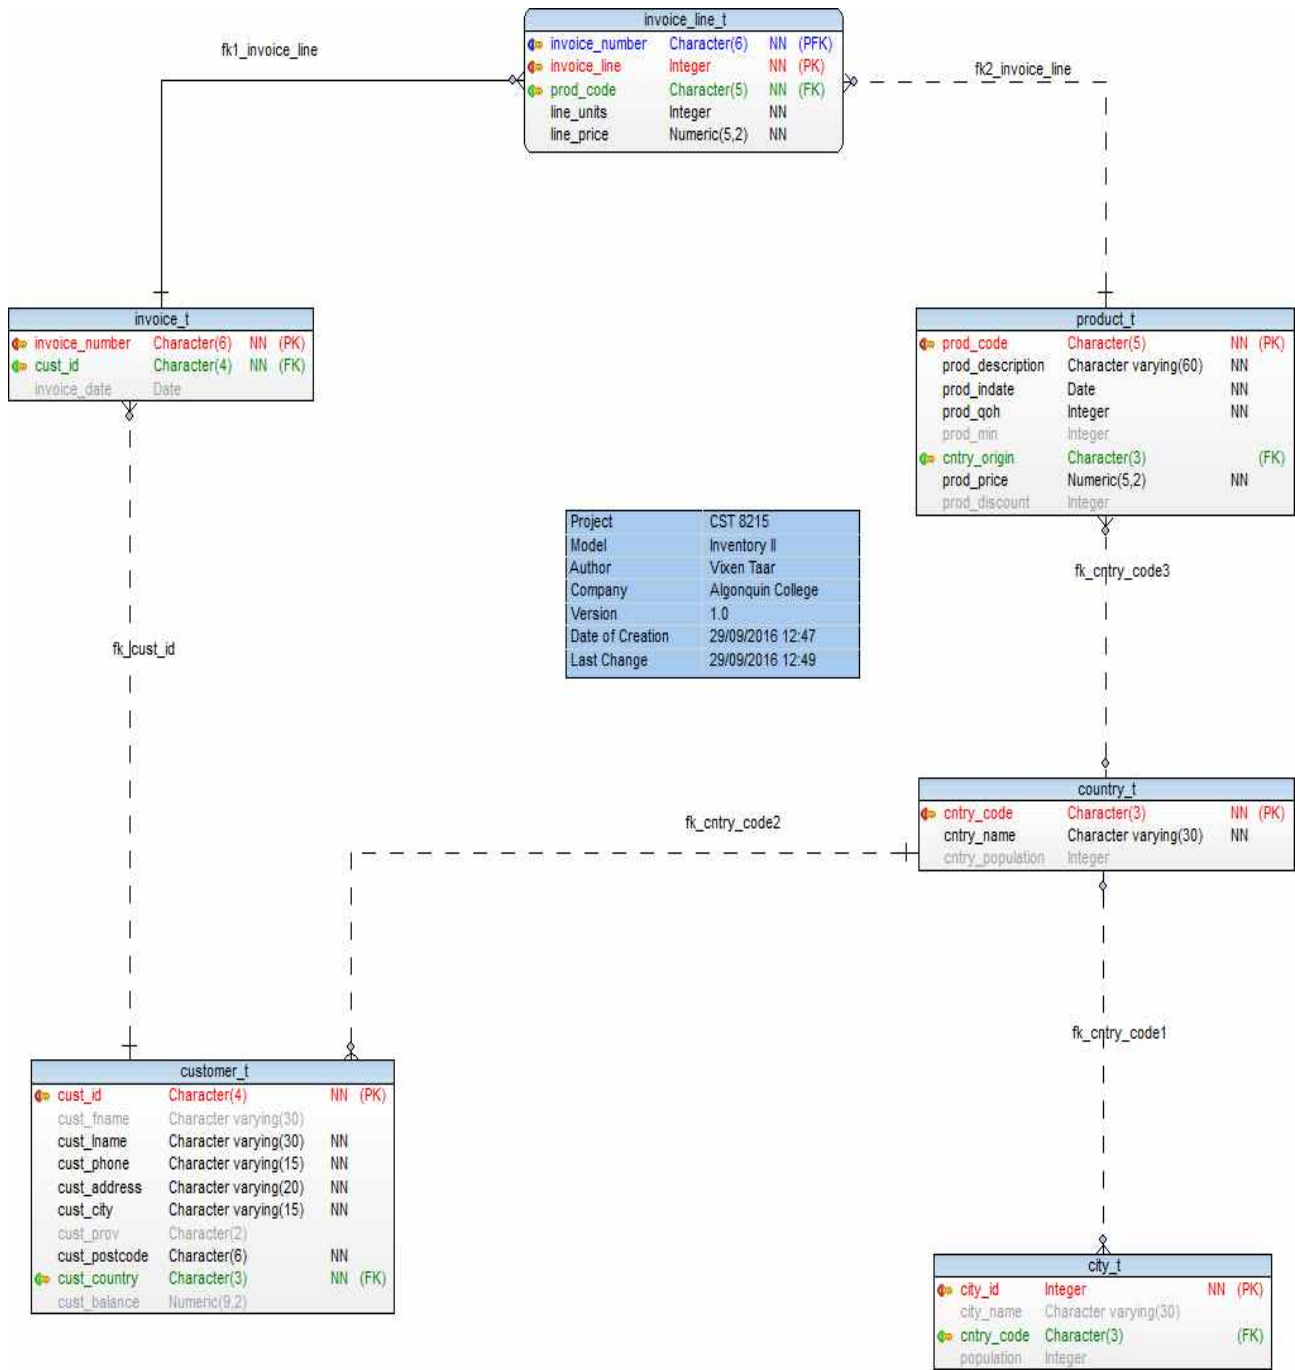 invoice_line_t
invoice_number Character(6) NN (PFK)
invoice_line Integer NN (PK)
prod_code Character(5) NN (FK)
line_units Integer NN
line_price Numeric(5,2) NN
fk1_invoice_line
fk2_invoice_line
invoice_t
invoice_number Character(6) NN (PK)
cust_id Character(4) NN (FK)
invoice_date Date
product_t
prod_code Character(5) NN (PK)
prod_description Character varying(60) NN
prod_indate Date NN
prod_qoh Integer NN
prod_min Integer
cntry_origin Character(3) (FK)
prod_price Numeric(5,2) NN
prod_discount Integer
Project CST 8215
Model Inventory II
Author Vixen Taar
Company Algonquin College
Version 1.0
Date of Creation 29/09/2016 12:47
Last Change 29/09/2016 12:49
fk_cntry_code3
fk_cust_id
country_t
cntry_code Character(3) NN (PK)
cntry_name Character varying(30) NN
cntry_population Integer
fk_cntry_code2
fk_cntry_code1
customer_t
cust_id Character(4) NN (PK)
cust_fname Character varying(30)
cust_lname Character varying(30) NN
cust_phone Character varying(15) NN
cust_address Character varying(20) NN
cust_city Character varying(15) NN
cust_prov Character(2)
cust_postcode Character(6) NN
cust_country Character(3) NN (FK)
cust_balance Numeric(9,2)
city_t
city_id Integer NN (PK)
city_name Character varying(30)
cntry_code Character(3) (FK)
population Integer